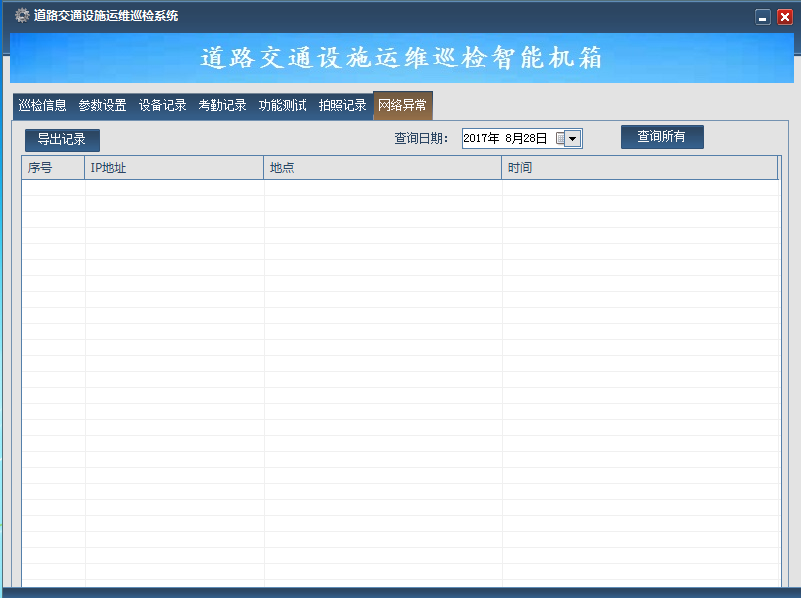 道路交通设施运维巡检系统
道路交通设施运维巡检智能机箱
巡检信息 参数设置 设备记录 考勤记录 功能测试 拍照记录 网络异常
导出记录 查询日期： 2017年 8月28日 查询所有
序号 IP地址 地点 时间